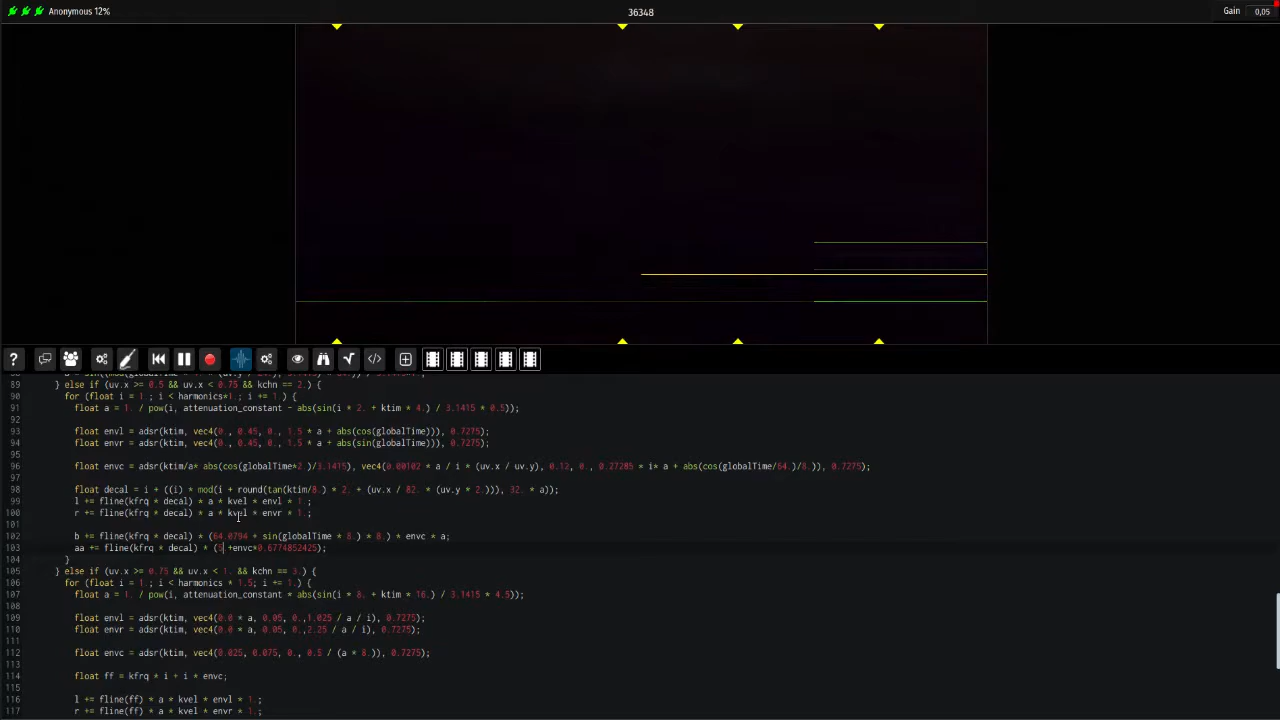 Anonymous 12%
36348
Gain 0,05
89 } else if (uv.x >= 0.5 && uv.x < 0.75 && kchn == 2.) {
90 for (float i = 1.; i < harmonics*1.; i += 1 ) {
91 float a = 1. / pow(i, attenuation_constant - abs(sin(i * 2. + ktim * 4.) / 3.1415 * 0.5));
92
93 float envl = adsr(ktim, vec4(0., 0.45, 0., 1.5 * a + abs(cos(globalTime))), 0.7275);
94 float envr = adsr(ktim, vec4(0., 0.45, 0., 1.5 * a + abs(sin(globalTime))), 0.7275);
95
96 float envc = adsr(ktim/a* abs(cos(globalTime*2.)/3.1415), vec4(0.00102 * a / i * (uv.x / uv.y), 0.12, 0., 0.27285 * i* a + abs(cos(globalTime/64.)/8.)), 0.7275);
97
98 float decal = i + ((i) * mod(i + round(tan(ktim/8.) * 2. + (uv.x / 82. * (uv.y * 2.))), 32. * a));
99 l += fline(kfrq * decal) * a * kvel * envl * 1.;
100 r += fline(kfrq * decal) * a * kvel * envr * 1.;
101
102 b += fline(kfrq * decal) * (64.0794 + sin(globalTime * 8.) * 8.) * envc * a;
103 aa += fline(kfrq * decal) * (5 +envc*0.6774852425);
104 }
105 } else if (uv.x >= 0.75 && uv.x < 1. && kchn == 3.) {
106 for (float i = 1.; i < harmonics * 1.5; i += 1.) {
107 float a = 1. / pow(i, attenuation_constant * abs(sin(i * 8. + ktim * 16.) / 3.1415 * 4.5));
108
109 float envl = adsr(ktim, vec4(0.0 * a, 0.05, 0.,1.025 / a / i), 0.7275);
110 float envr = adsr(ktim, vec4(0.0 * a, 0.05, 0.,2.25 / a / i), 0.7275);
111
112 float envc = adsr(ktim, vec4(0.025, 0.075, 0., 0.5 / (a * 8.)), 0.7275);
113
114 float ff = kfrq * i + i * envc;
115
116 l += fline(ff) * a * kvel * envl * 1.;
117 r += fline(ff) * a * kvel * envr * 1.;